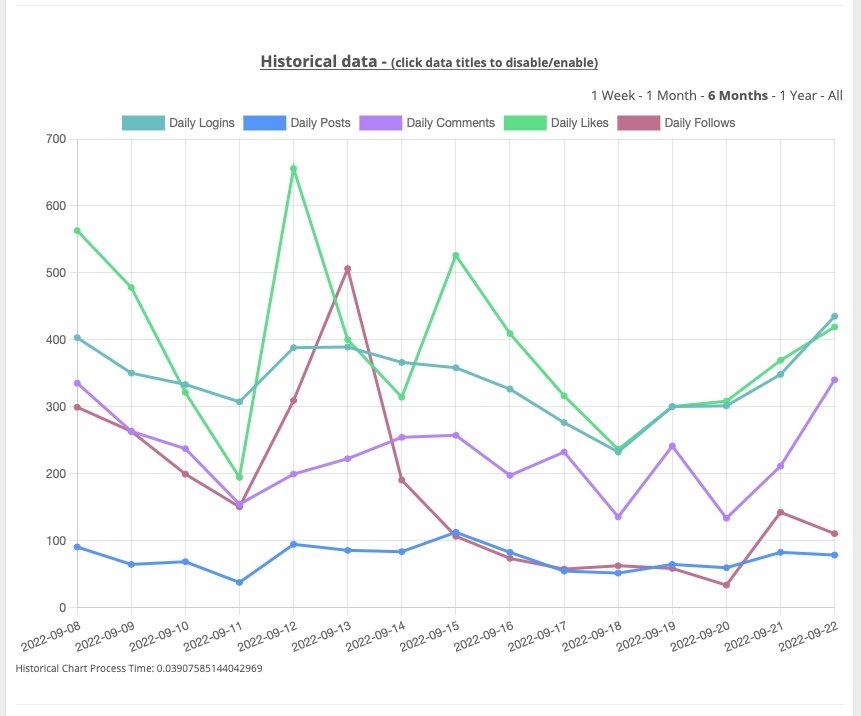 Historical data - (click data titles to disable/enable)
1 Week - 1 Month - 6 Months - 1 Year - All
Daily Logins Daily Posts Daily Comments Daily Likes Daily Follows
700
600
500
400
300
200
100
0
2022-09-08 2022-09-09 2022-09-10 2022-09-11 2022-09-12 2022-09-13 2022-09-14 2022-09-15 2022-09-16 2022-09-17 2022-09-18 2022-09-19 2022-09-20 2022-09-21 2022-09-22
Historical Chart Process Time: 0.03907585144042969